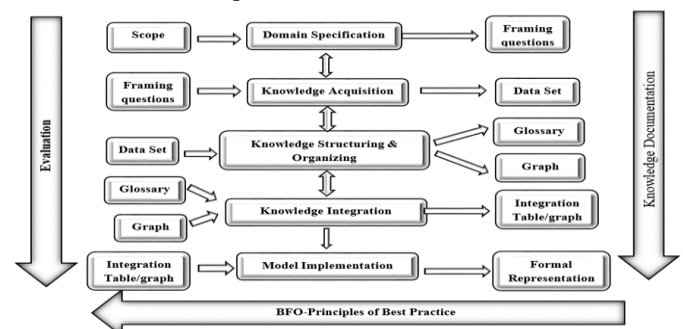 Scope
Domain Specification
Framing
questions
Framing
questions
Knowledge Acquisition
Data Set
Data Set
Knowledge Structuring &
Organizing
Glossary
Graph
Glossary
Graph
Knowledge Integration
Integration
Table/graph
Integration
Table/graph
Model Implementation
Formal
Representation
Evaluation
Knowledge Documentation
BFO-Principles of Best Practice